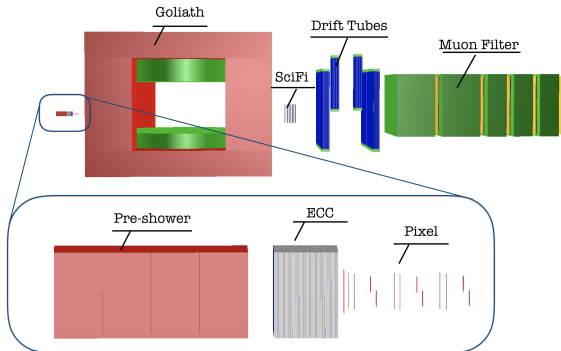 Goliath
Drift Tubes
Muon Filter
SciFi
Pre-shower
ECC
Pixel